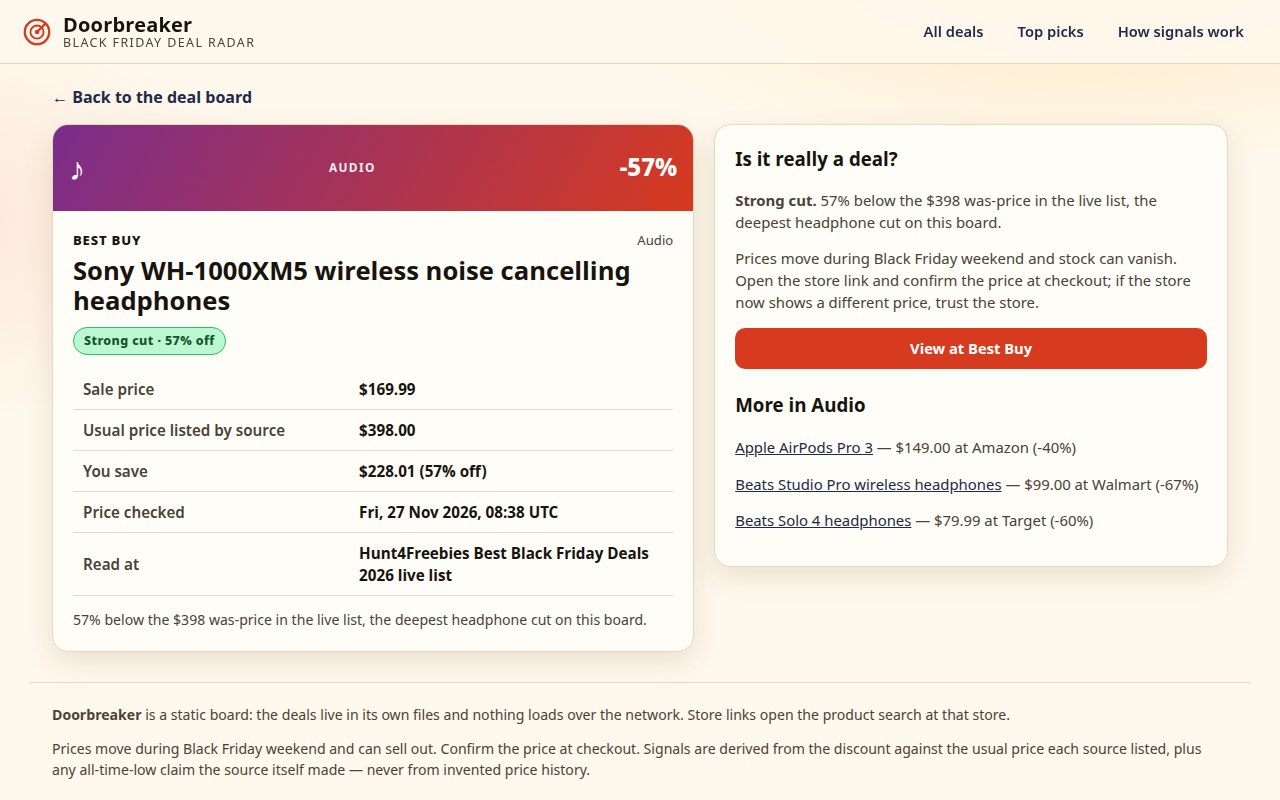 Doorbreaker
BLACK FRIDAY DEAL RADAR
All deals
Top picks
How signals work
← Back to the deal board
♪
AUDIO
-57%
BEST BUY
Audio
Sony WH-1000XM5 wireless noise cancelling
headphones
Strong cut · 57% off
Sale price
$169.99
Usual price listed by source
$398.00
You save
$228.01 (57% off)
Price checked
Fri, 27 Nov 2026, 08:38 UTC
Read at
Hunt4Freebies Best Black Friday Deals
2026 live list
57% below the $398 was-price in the live list, the deepest headphone cut on this board.
Is it really a deal?
Strong cut. 57% below the $398 was-price in the live list, the
deepest headphone cut on this board.
Prices move during Black Friday weekend and stock can vanish.
Open the store link and confirm the price at checkout; if the store
now shows a different price, trust the store.
View at Best Buy
More in Audio
Apple AirPods Pro 3 — $149.00 at Amazon (-40%)
Beats Studio Pro wireless headphones — $99.00 at Walmart (-67%)
Beats Solo 4 headphones — $79.99 at Target (-60%)
Doorbreaker is a static board: the deals live in its own files and nothing loads over the network. Store links open the product search at that store.
Prices move during Black Friday weekend and can sell out. Confirm the price at checkout. Signals are derived from the discount against the usual price each source listed, plus
any all-time-low claim the source itself made — never from invented price history.